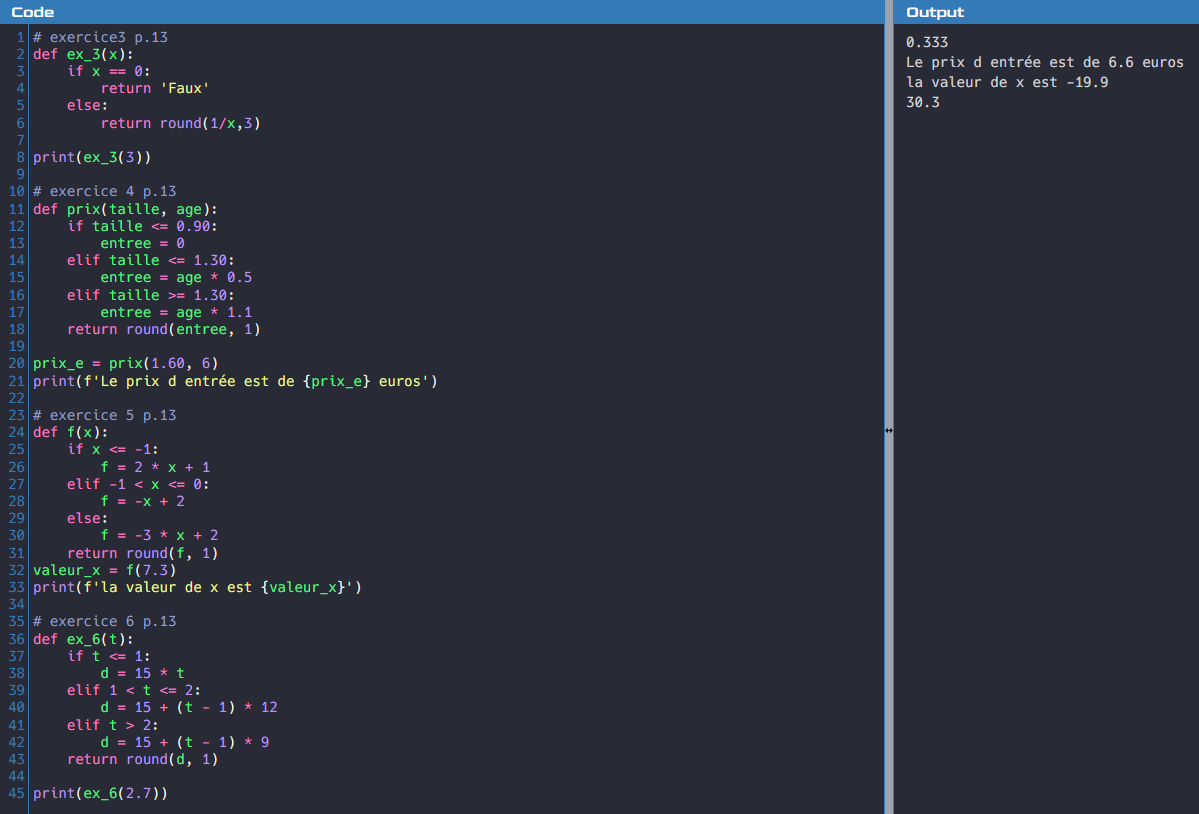 Code
1 # exercice3 p.13
2 def ex_3(x):
3     if x == 0:
4         return 'Faux'
5     else:
6         return round(1/x,3)
7
8 print(ex_3(3))
9
10 # exercice 4 p.13
11 def prix(taille, age):
12     if taille <= 0.90:
13         entree = 0
14     elif taille <= 1.30:
15         entree = age * 0.5
16     elif taille >= 1.30:
17         entree = age * 1.1
18     return round(entree, 1)
19
20 prix_e = prix(1.60, 6)
21 print(f'Le prix d entrée est de {prix_e} euros')
22
23 # exercice 5 p.13
24 def f(x):
25     if x <= -1:
26         f = 2 * x + 1
27     elif -1 < x <= 0:
28         f = -x + 2
29     else:
30         f = -3 * x + 2
31     return round(f, 1)
32 valeur_x = f(7.3)
33 print(f'la valeur de x est {valeur_x}')
34
35 # exercice 6 p.13
36 def ex_6(t):
37     if t <= 1:
38         d = 15 * t
39     elif 1 < t <= 2:
40         d = 15 + (t - 1) * 12
41     elif t > 2:
42         d = 15 + (t - 1) * 9
43     return round(d, 1)
44
45 print(ex_6(2.7))
Output
0.333
Le prix d entrée est de 6.6 euros
la valeur de x est -19.9
30.3